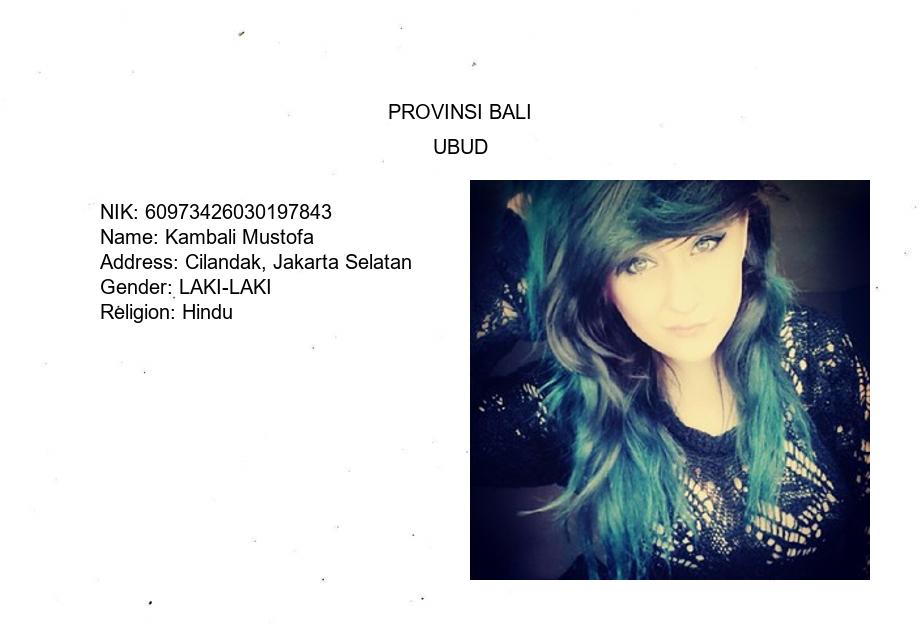 PROVINSI BALI
UBUD
NIK: 60973426030197843
Name: Kambali Mustofa
Address: Cilandak, Jakarta Selatan
Gender: LAKI-LAKI
Religion: Hindu